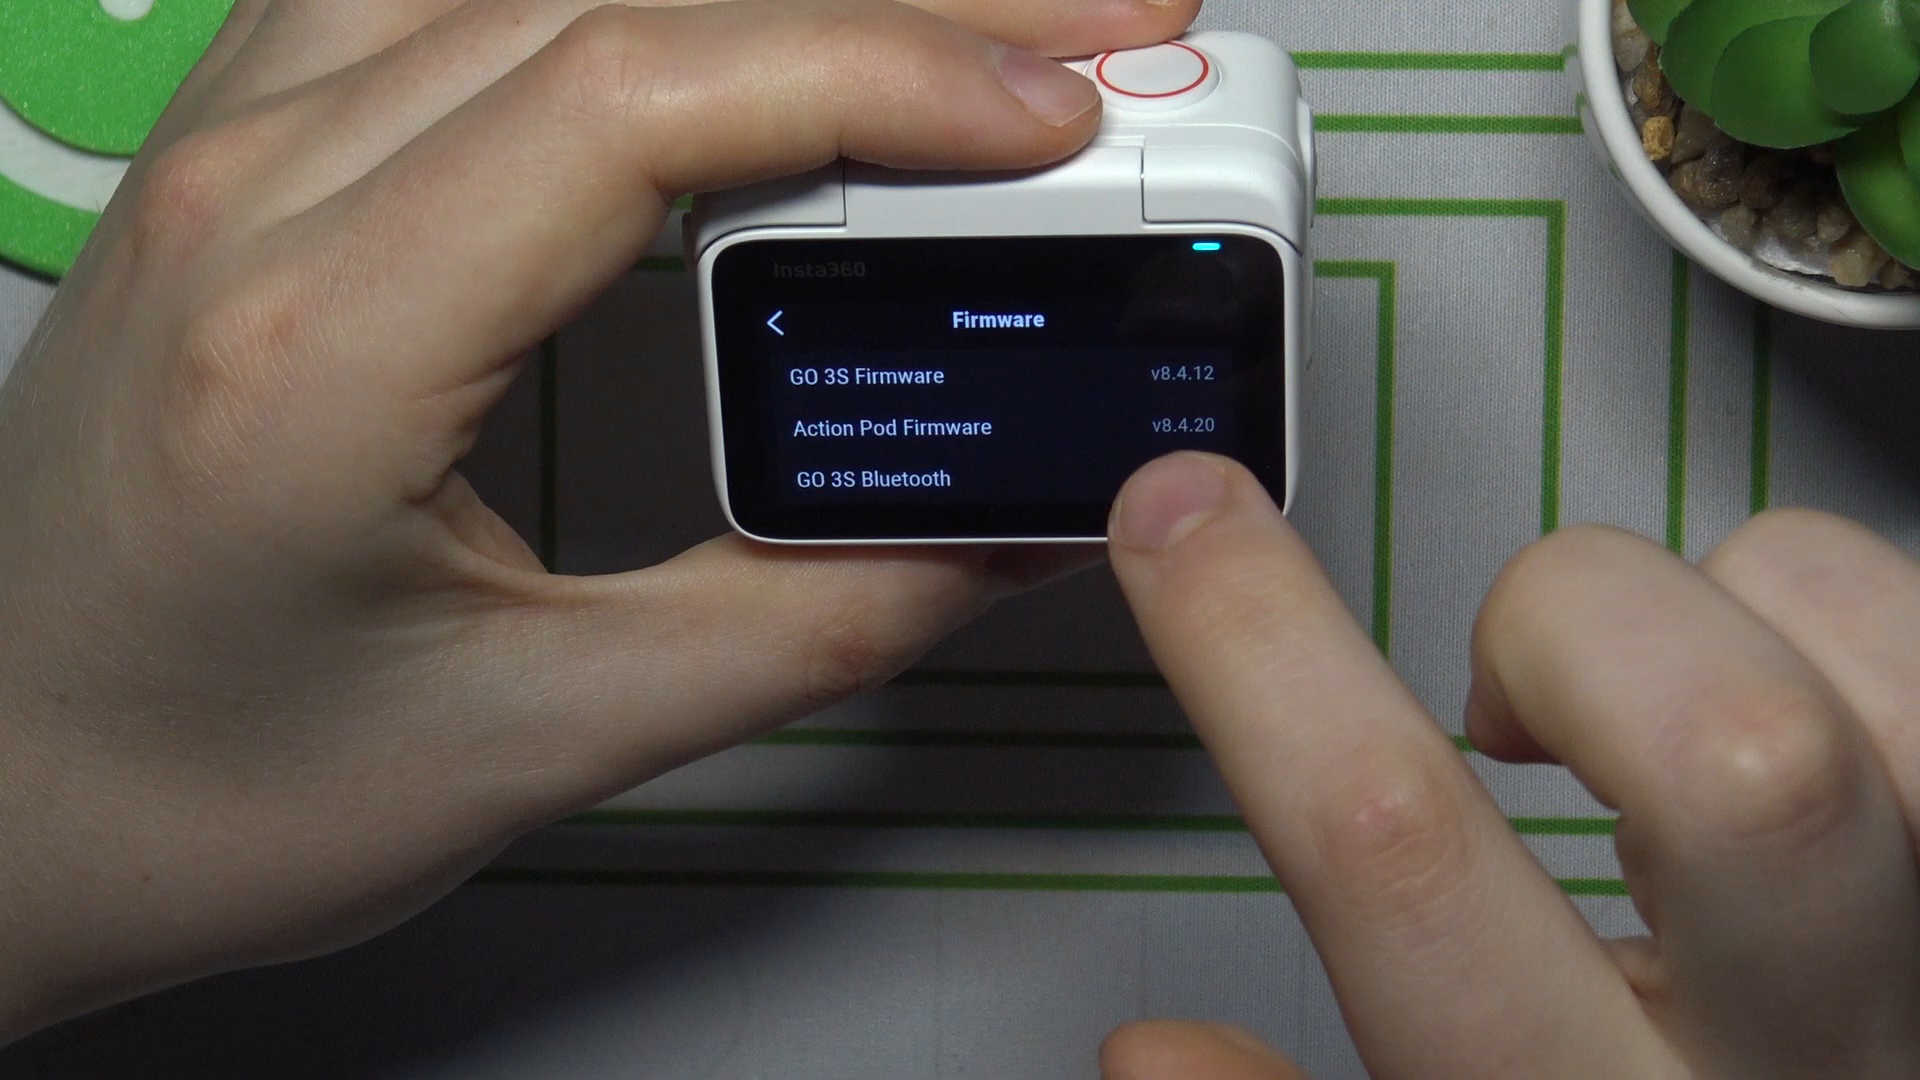 Insta360
Firmware
GO 3S Firmware v8.4.12
Action Pod Firmware v8.4.20
GO 3S Bluetooth